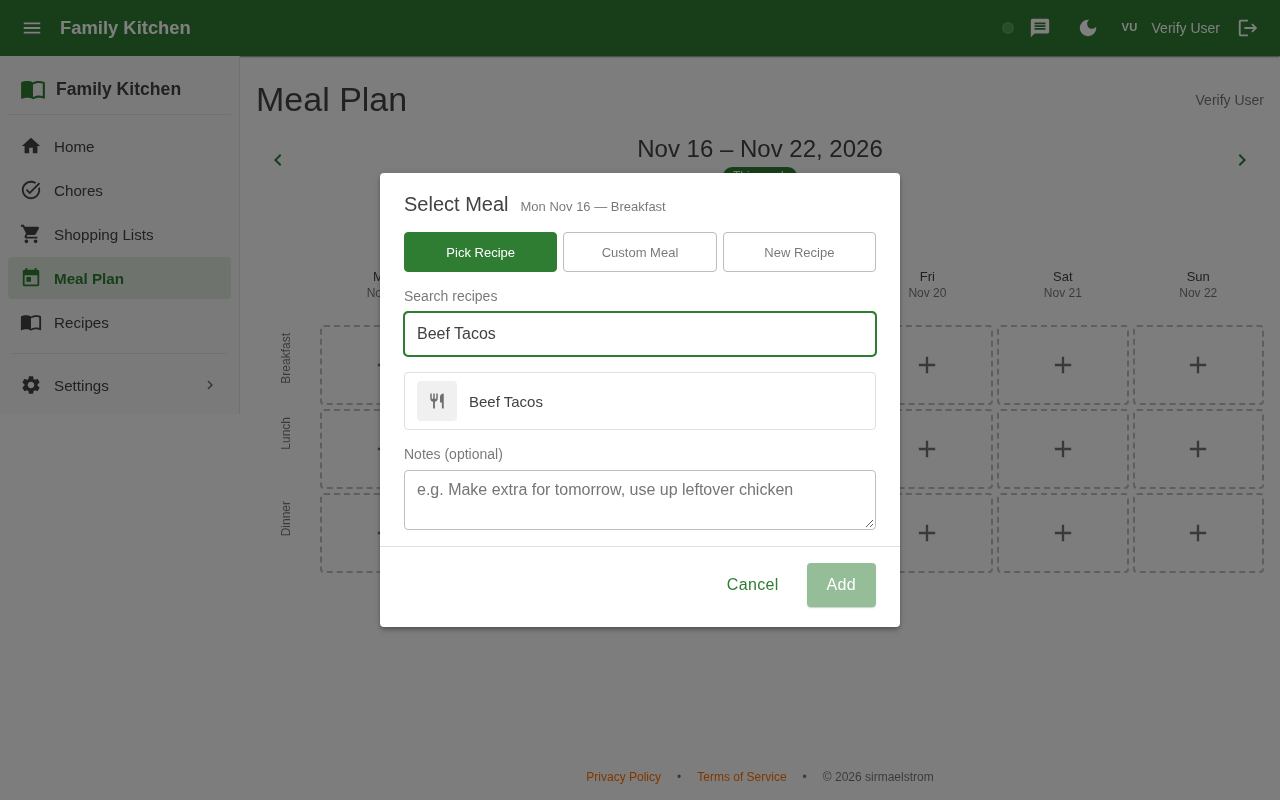 Family Kitchen
VU
Verify User
Family Kitchen
Home
Chores
Shopping Lists
Meal Plan
Recipes
Settings
Meal Plan
Verify User
Nov 16 – Nov 22, 2026
Select Meal
Mon Nov 16 — Breakfast
Pick Recipe
Custom Meal
New Recipe
Search recipes
Beef Tacos
Beef Tacos
Notes (optional)
e.g. Make extra for tomorrow, use up leftover chicken
Cancel
Add
Fri
Sat
Sun
Nov 20
Nov 21
Nov 22
Breakfast
Lunch
Dinner
Privacy Policy • Terms of Service • © 2026 sirmaelstrom